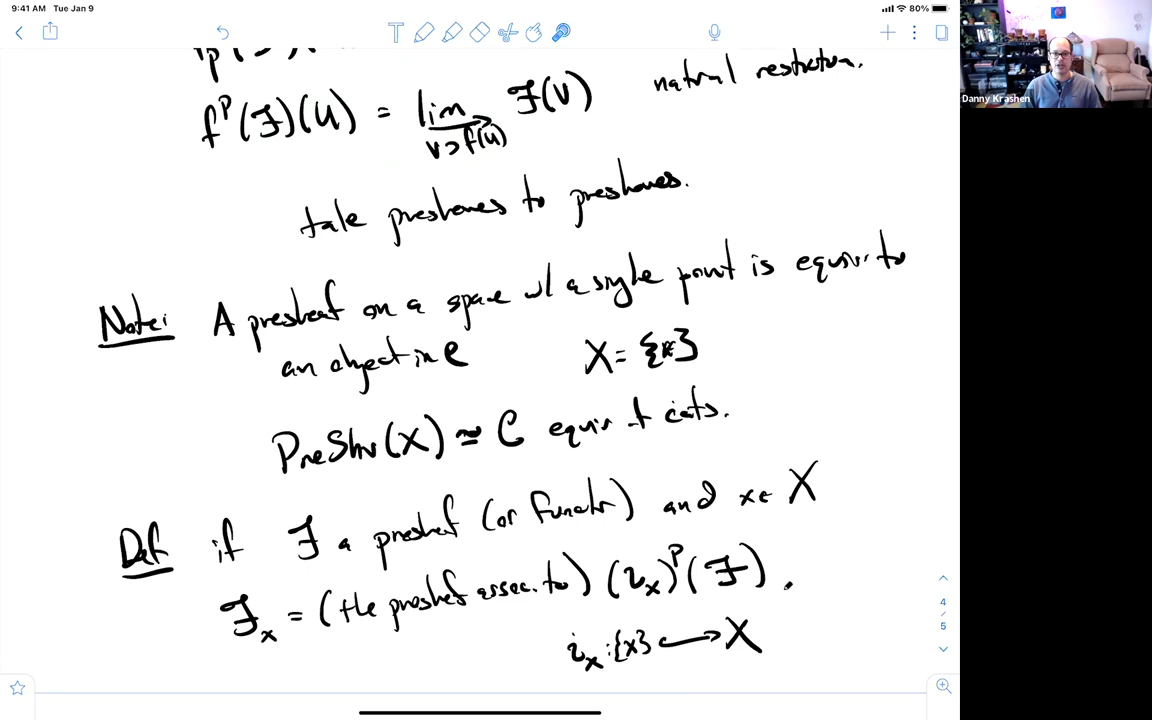 9:41 AM Tue Jan 9
80%
Danny Krashen
natural restriction.
f^p(ℱ)(U) = lim ℱ(V)
V⊃f(U)
take presheaves to presheaves.
Note: A presheaf on a space w/ a single point is equiv. to
an object in C X = {*}
PreShv(X) ≃ C equiv. of cats.
Def if ℱ a presheaf (or functor) and x∈ X
ℱ_x = (the presheaf assoc. to) (i_x)^p(ℱ).
i_x : {x} ↪ X
4
/
5